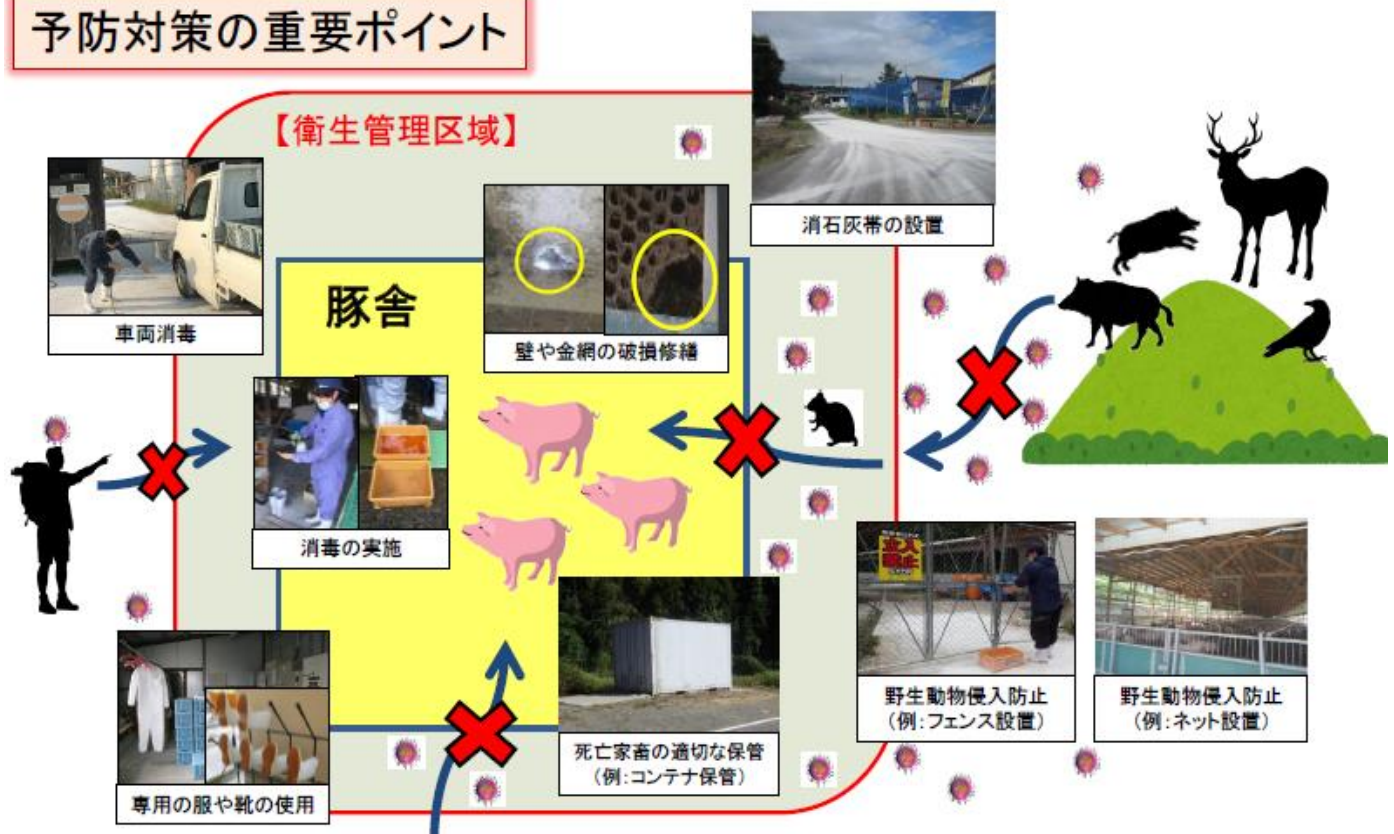 予防対策の重要ポイント
【衛生管理区域】
消石灰帯の設置
車両消毒
豚舎
壁や金網の破損修繕
消毒の実施
立入
禁止
野生動物侵入防止
(例:フェンス設置)
野生動物侵入防止
(例:ネット設置)
死亡家畜の適切な保管
(例:コンテナ保管)
専用の服や靴の使用